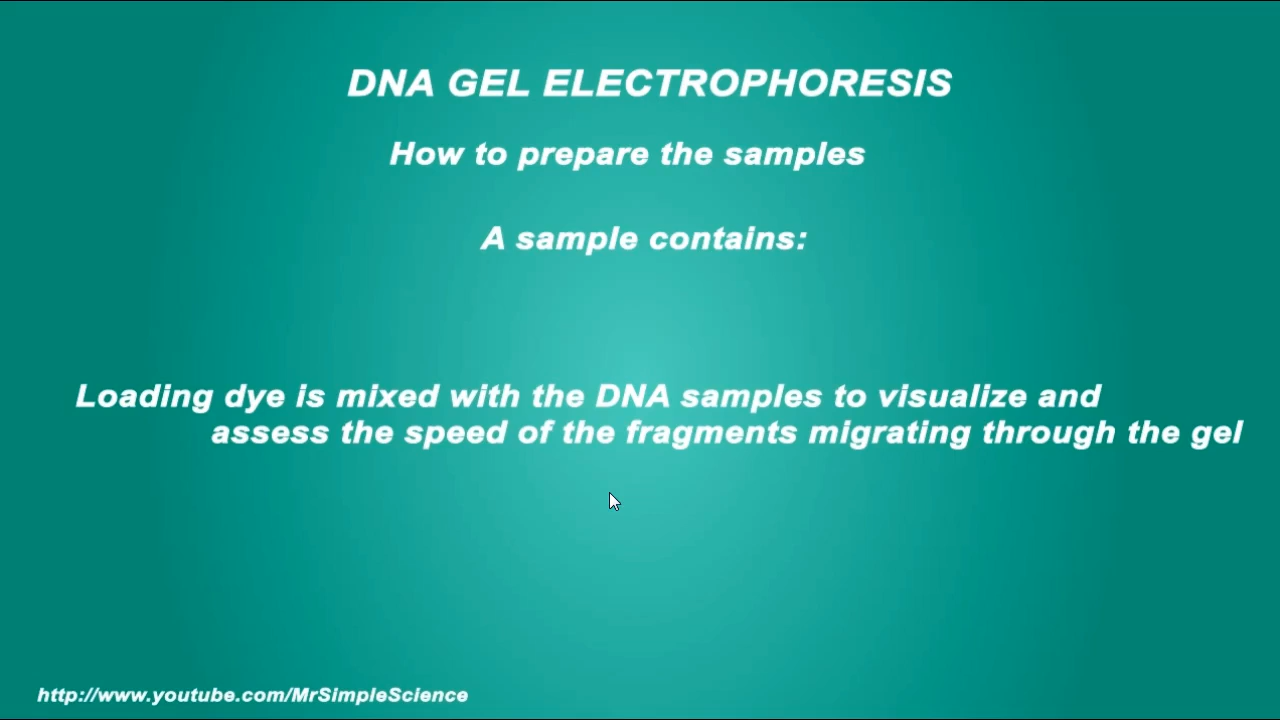 DNA GEL ELECTROPHORESIS
How to prepare the samples
A sample contains:
Loading dye is mixed with the DNA samples to visualize and
assess the speed of the fragments migrating through the gel
http://www.youtube.com/MrSimpleScience